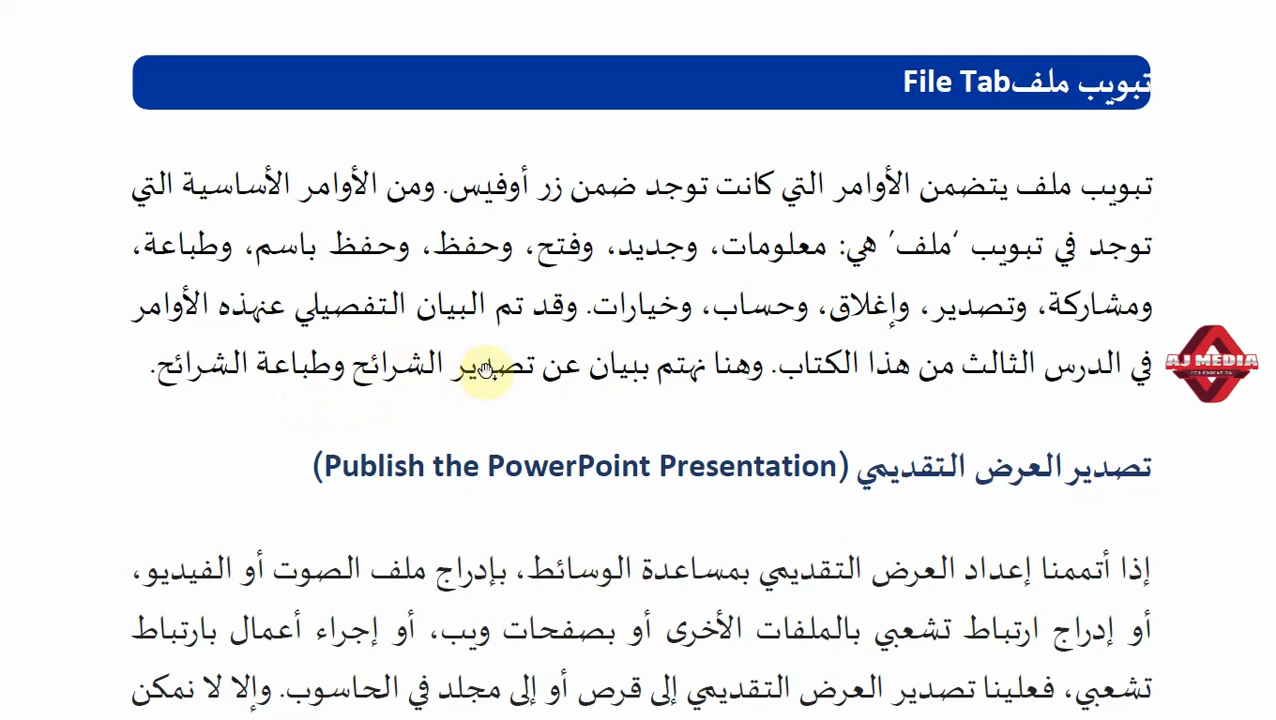 تبويب ملفFile Tab
تبويب ملف يتضمن الأوامر التي كانت توجد ضمن زر أوفيس. ومن الأوامر الأساسية التي
توجد في تبويب ‘ملف’ هي: معلومات، وجديد، وفتح، وحفظ، وحفظ باسم، وطباعة،
ومشاركة، وتصدير، وإغلاق، وحساب، وخيارات. وقد تم البيان التفصيلي عنهذه الأوامر
في الدرس الثالث من هذا الكتاب. وهنا نهتم ببيان عن تصدير الشرائح وطباعة الشرائح.
AJ MEDIA
FOR EDUCATION
تصدير العرض التقديمي (Publish the PowerPoint Presentation)
إذا أتممنا إعداد العرض التقديمي بمساعدة الوسائط، بإدراج ملف الصوت أو الفيديو،
أو إدراج ارتباط تشعبي بالملفات الأخرى أو بصفحات ويب، أو إجراء أعمال بارتباط
تشعبي، فعلينا تصدير العرض التقديمي إلى قرص أو إلى مجلد في الحاسوب. وإلا لا نمكن